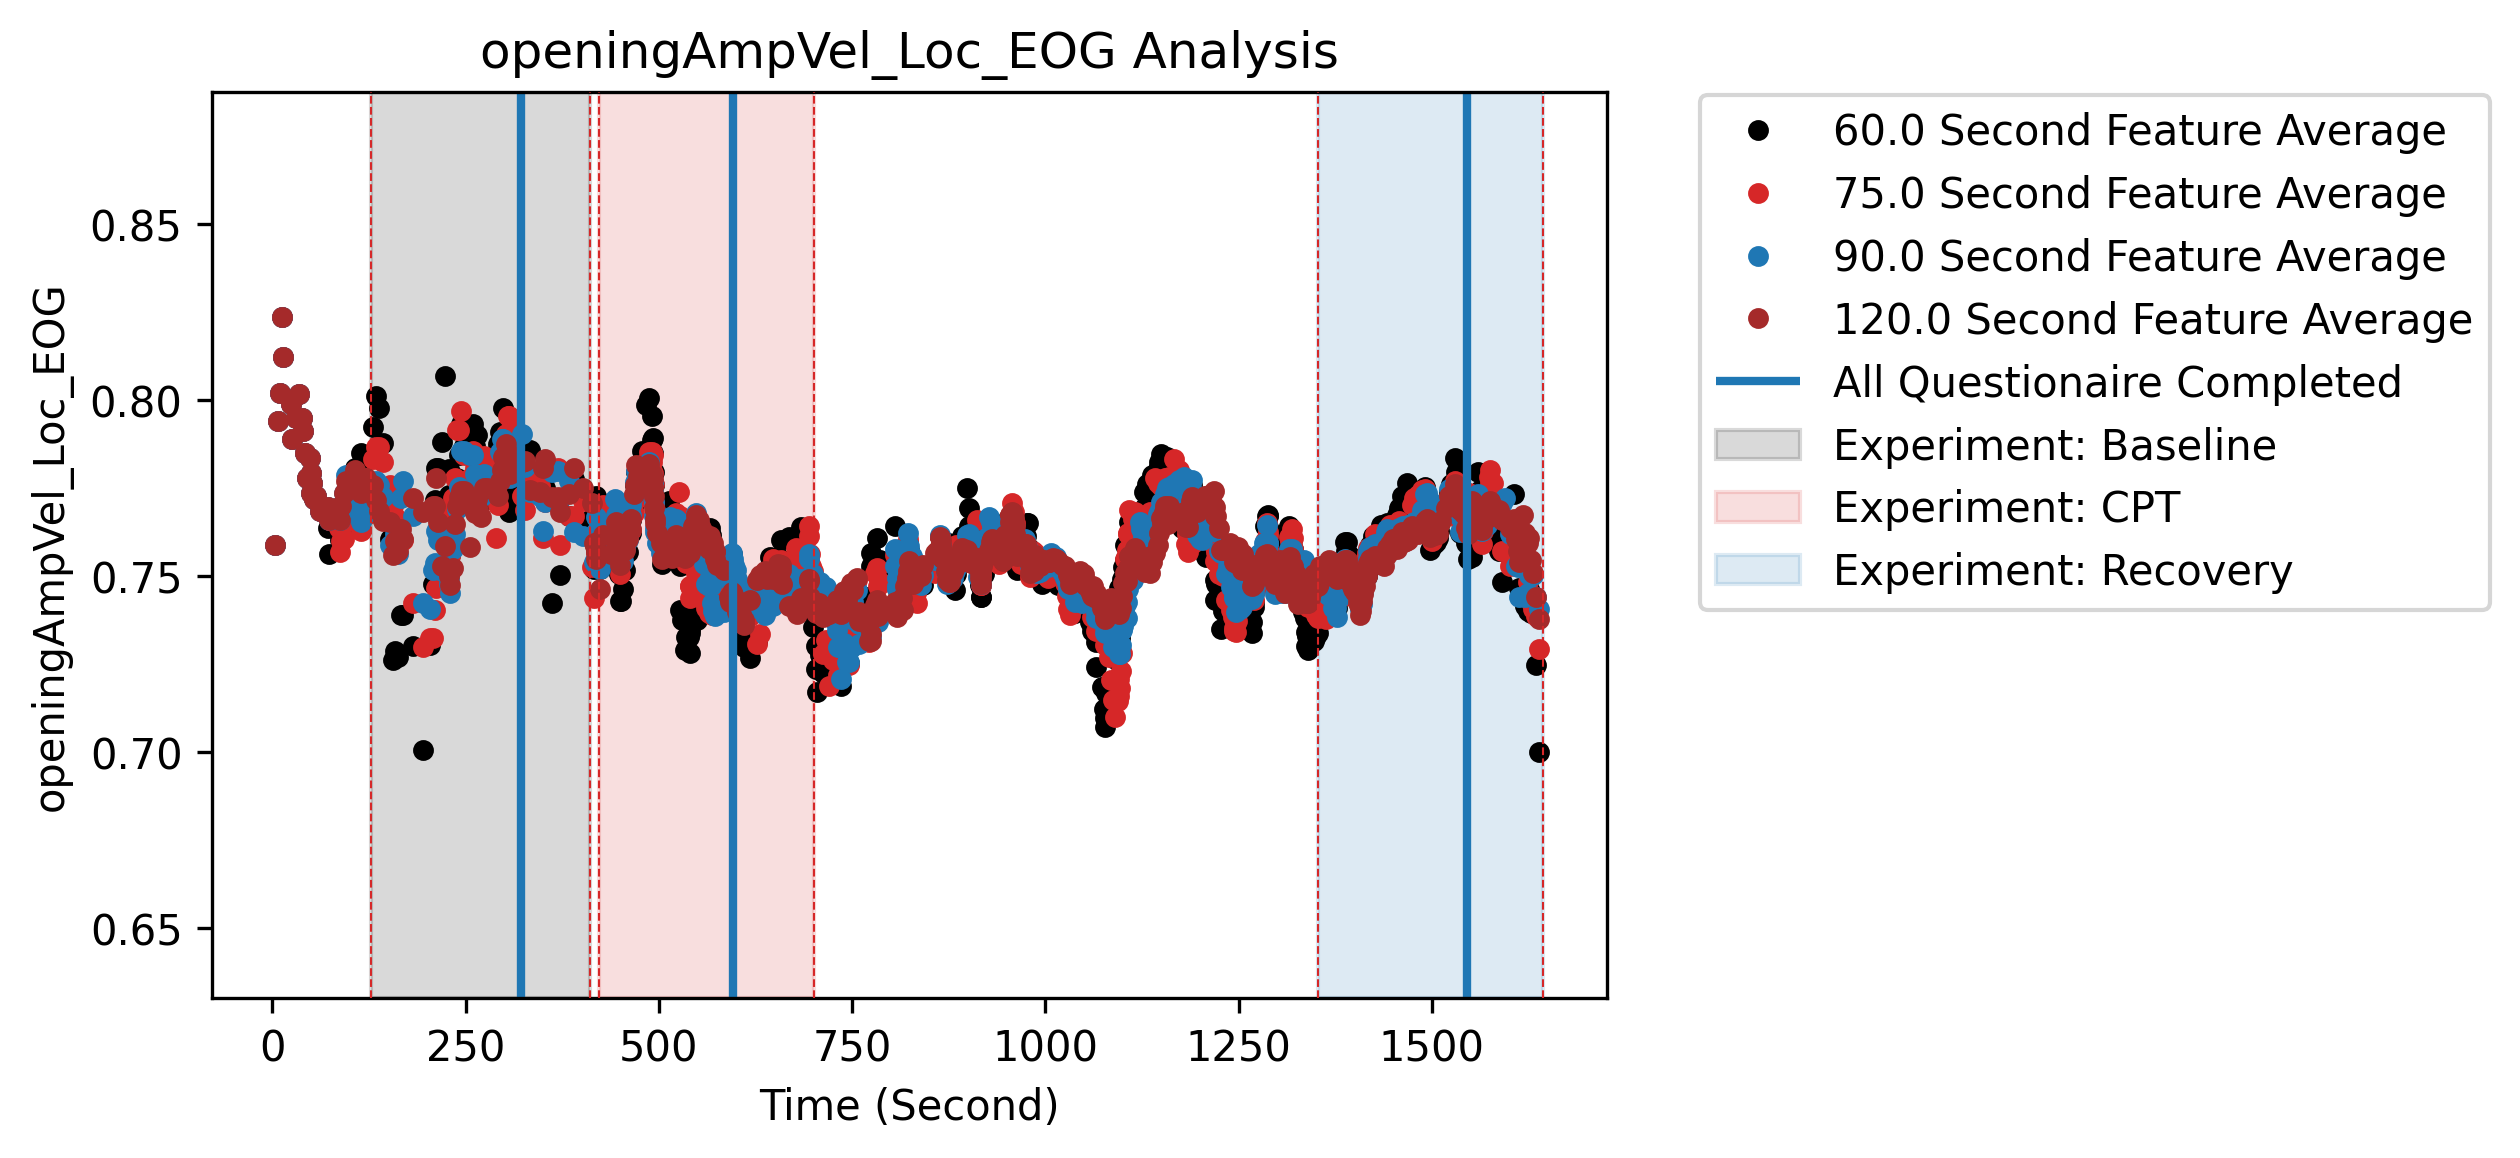 openingAmpVel_Loc_EOG Analysis
openingAmpVel_Loc_EOG
0.85
0.80
0.75
0.70
0.65
0
250
500
750
1000
1250
1500
Time (Second)
60.0 Second Feature Average
75.0 Second Feature Average
90.0 Second Feature Average
120.0 Second Feature Average
All Questionaire Completed
Experiment: Baseline
Experiment: CPT
Experiment: Recovery